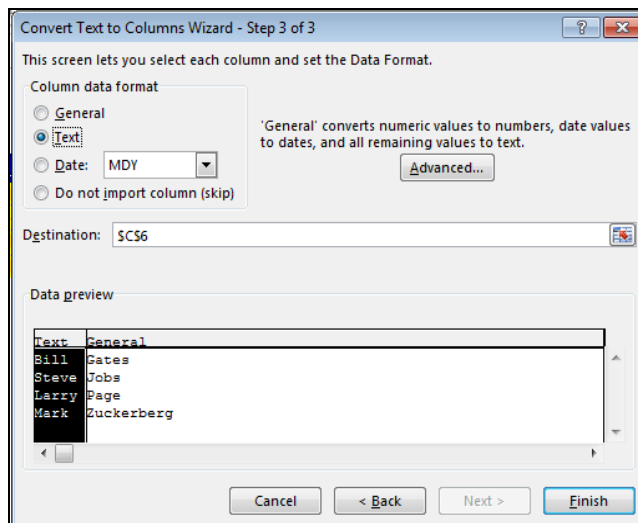 Convert Text to Columns Wizard - Step 3 of 3
?
This screen lets you select each column and set the Data Format.
Column data format
General
Text
Date: MDY
Do not import column (skip)
'General' converts numeric values to numbers, date values
to dates, and all remaining values to text.
Advanced...
Destination: $C$6
Data preview
Text General
Bill Gates
Steve Jobs
Larry Page
Mark Zuckerberg
Cancel < Back Next > Finish